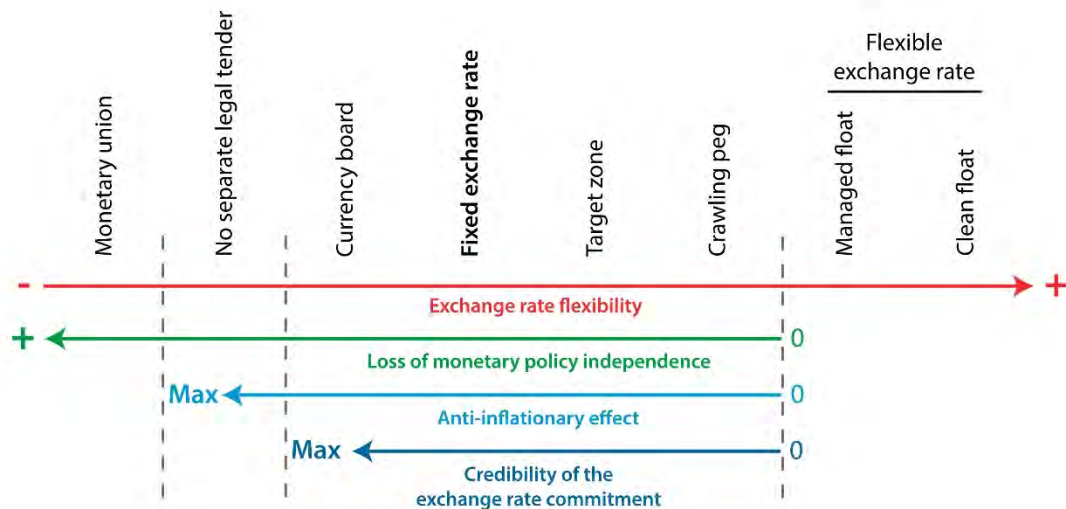 Flexible
exchange rate
Monetary union
No separate legal tender
Currency board
Fixed exchange rate
Target zone
Crawling peg
Managed float
Clean float
- +
Exchange rate flexibility
+ 0
Loss of monetary policy independence
Max 0
Anti-inflationary effect
Max 0
Credibility of the
exchange rate commitment